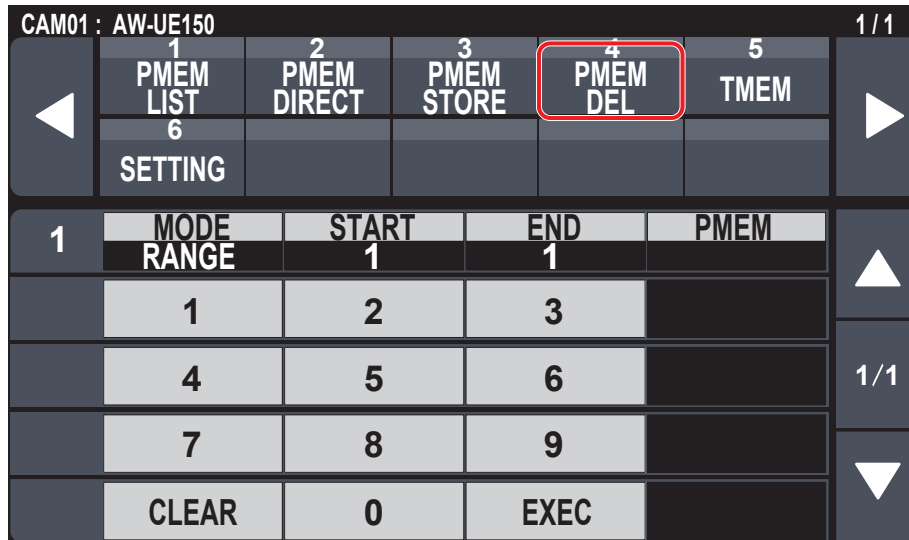 CAM01 : AW-UE150 1 / 1
1 2 3 4 5
PMEM LIST PMEM DIRECT PMEM STORE PMEM DEL TMEM
6
SETTING
1 MODE START END PMEM
RANGE 1 1
1 2 3
4 5 6 1/1
7 8 9
CLEAR 0 EXEC